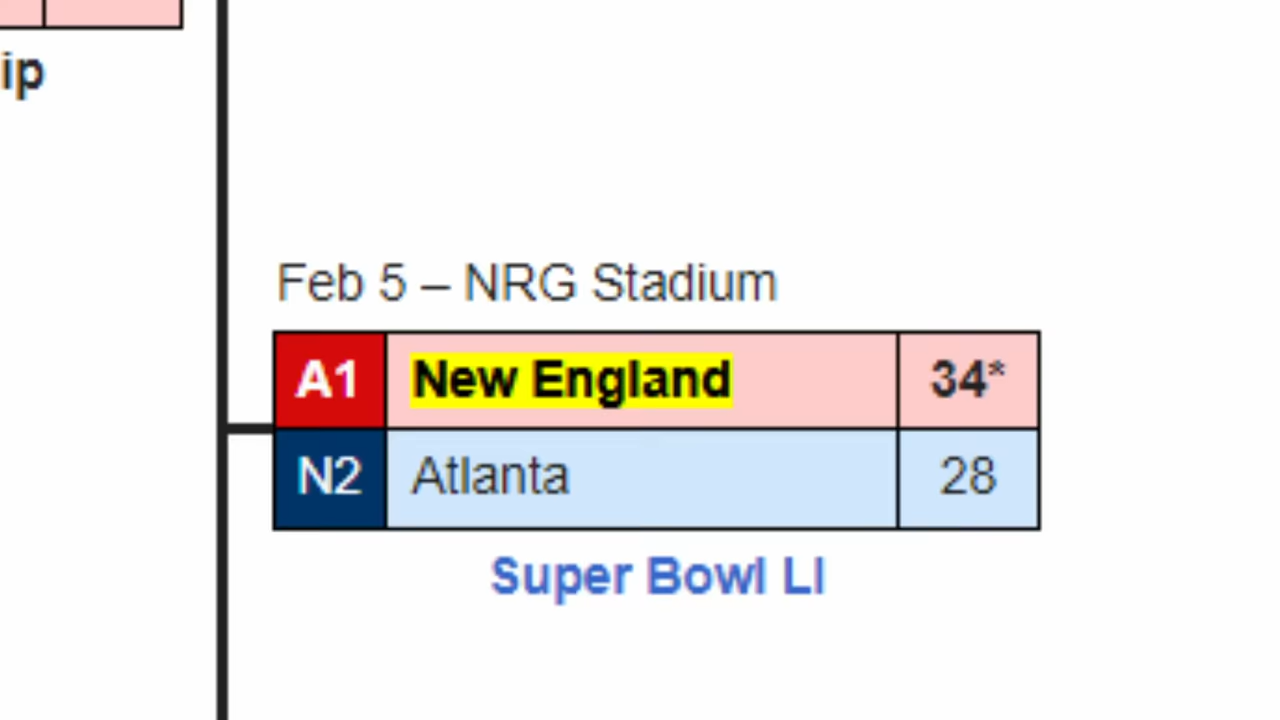 ip
Feb 5 – NRG Stadium
A1 New England 34*
N2 Atlanta 28
Super Bowl LI